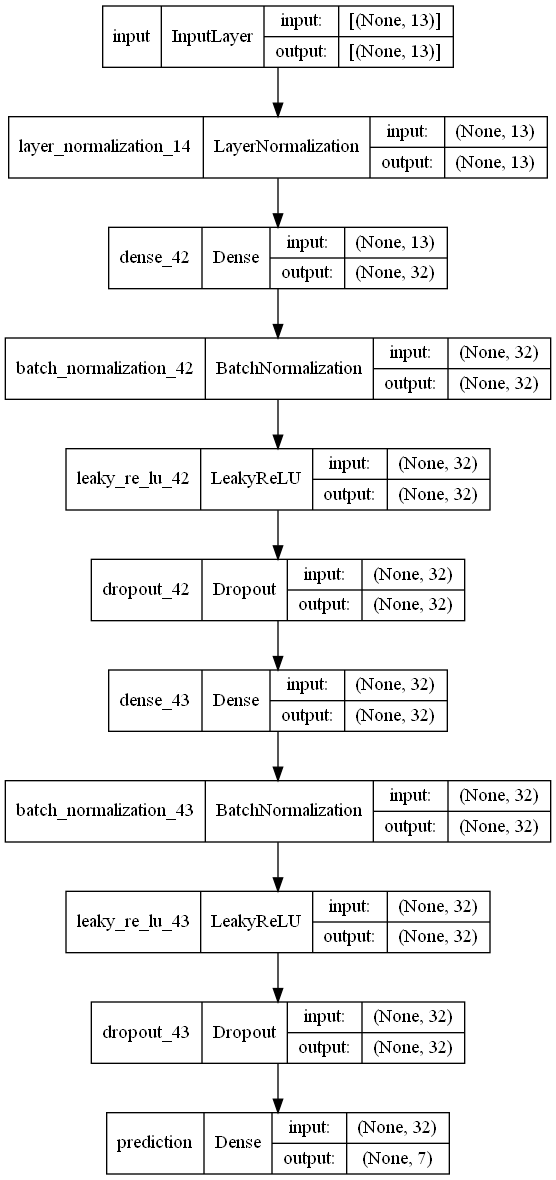 input InputLayer input: [(None, 13)]
output: [(None, 13)]
layer_normalization_14 LayerNormalization input: (None, 13)
output: (None, 13)
dense_42 Dense input: (None, 13)
output: (None, 32)
batch_normalization_42 BatchNormalization input: (None, 32)
output: (None, 32)
leaky_re_lu_42 LeakyReLU input: (None, 32)
output: (None, 32)
dropout_42 Dropout input: (None, 32)
output: (None, 32)
dense_43 Dense input: (None, 32)
output: (None, 32)
batch_normalization_43 BatchNormalization input: (None, 32)
output: (None, 32)
leaky_re_lu_43 LeakyReLU input: (None, 32)
output: (None, 32)
dropout_43 Dropout input: (None, 32)
output: (None, 32)
prediction Dense input: (None, 32)
output: (None, 7)